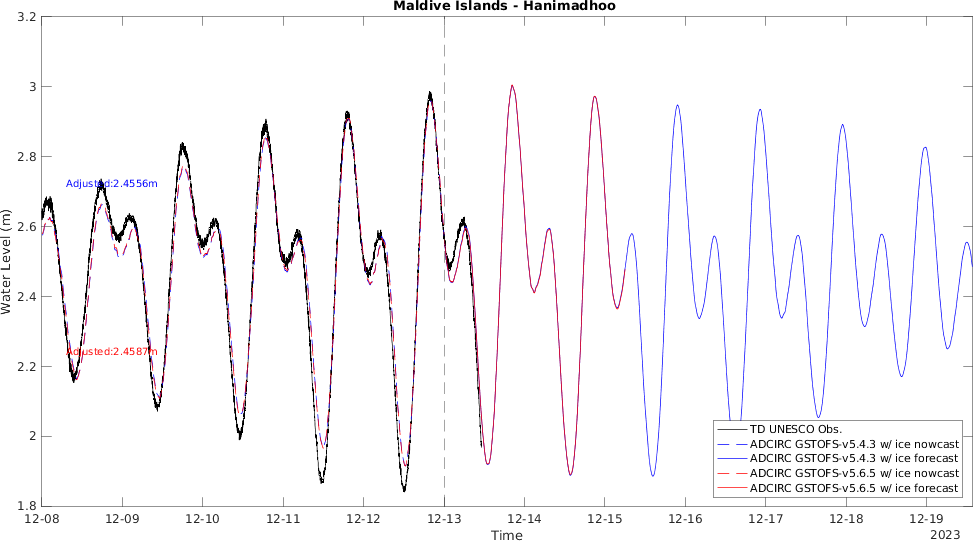 Maldive Islands - Hanimadhoo
3.2
3
2.8
2.6
2.4
2.2
2
1.8
Water Level (m)
Adjusted:2.4556m
Adjusted:2.4587m
TD UNESCO Obs.
ADCIRC GSTOFS-v5.4.3 w/ ice nowcast
ADCIRC GSTOFS-v5.4.3 w/ ice forecast
ADCIRC GSTOFS-v5.6.5 w/ ice nowcast
ADCIRC GSTOFS-v5.6.5 w/ ice forecast
12-08 12-09 12-10 12-11 12-12 12-13 12-14 12-15 12-16 12-17 12-18 12-19
Time
2023